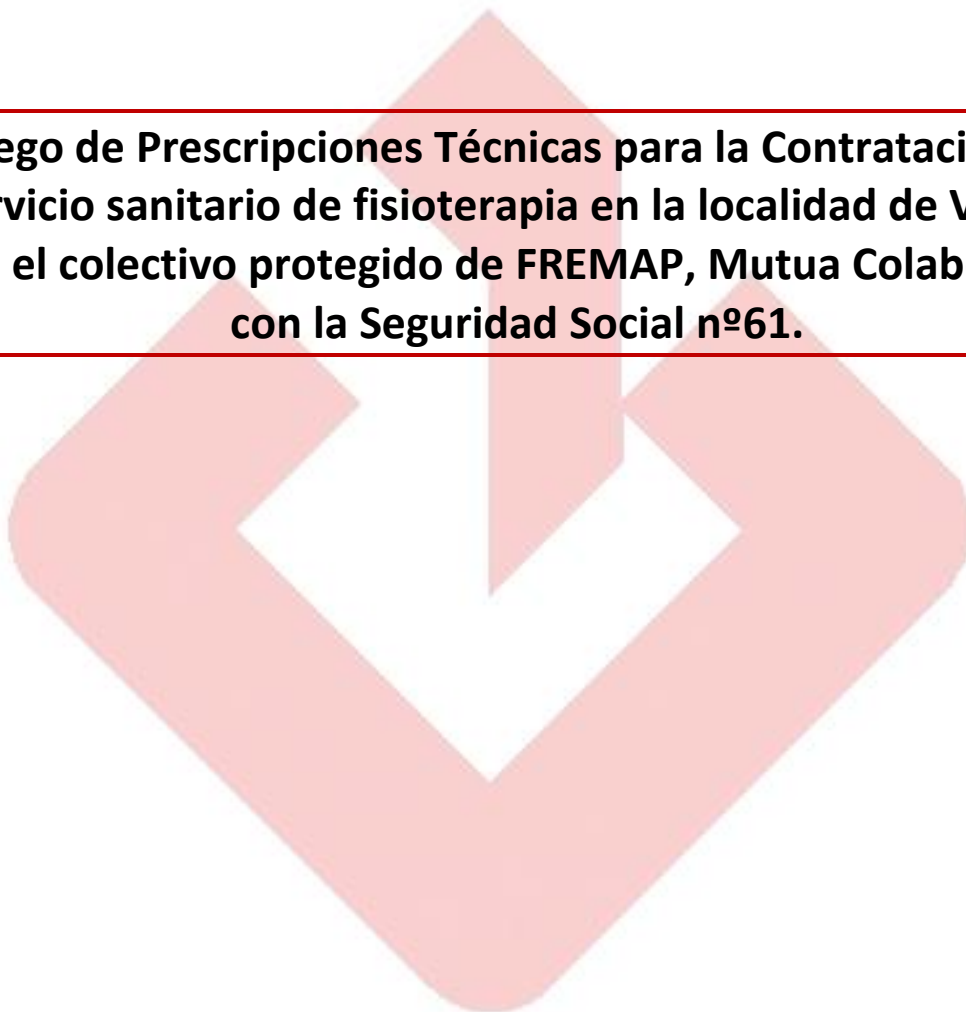 ego de Prescripciones Técnicas para la Contrataci
rvicio sanitario de fisioterapia en la localidad de V
el colectivo protegido de FREMAP, Mutua Colab
con la Seguridad Social nº61.